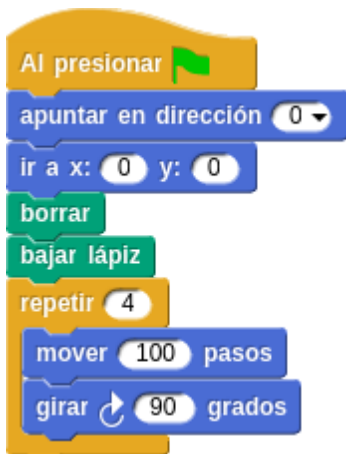 Al presionar
apuntar en dirección 0
ir a x: 0 y: 0
borrar
bajar lápiz
repetir 4
mover 100 pasos
girar 90 grados